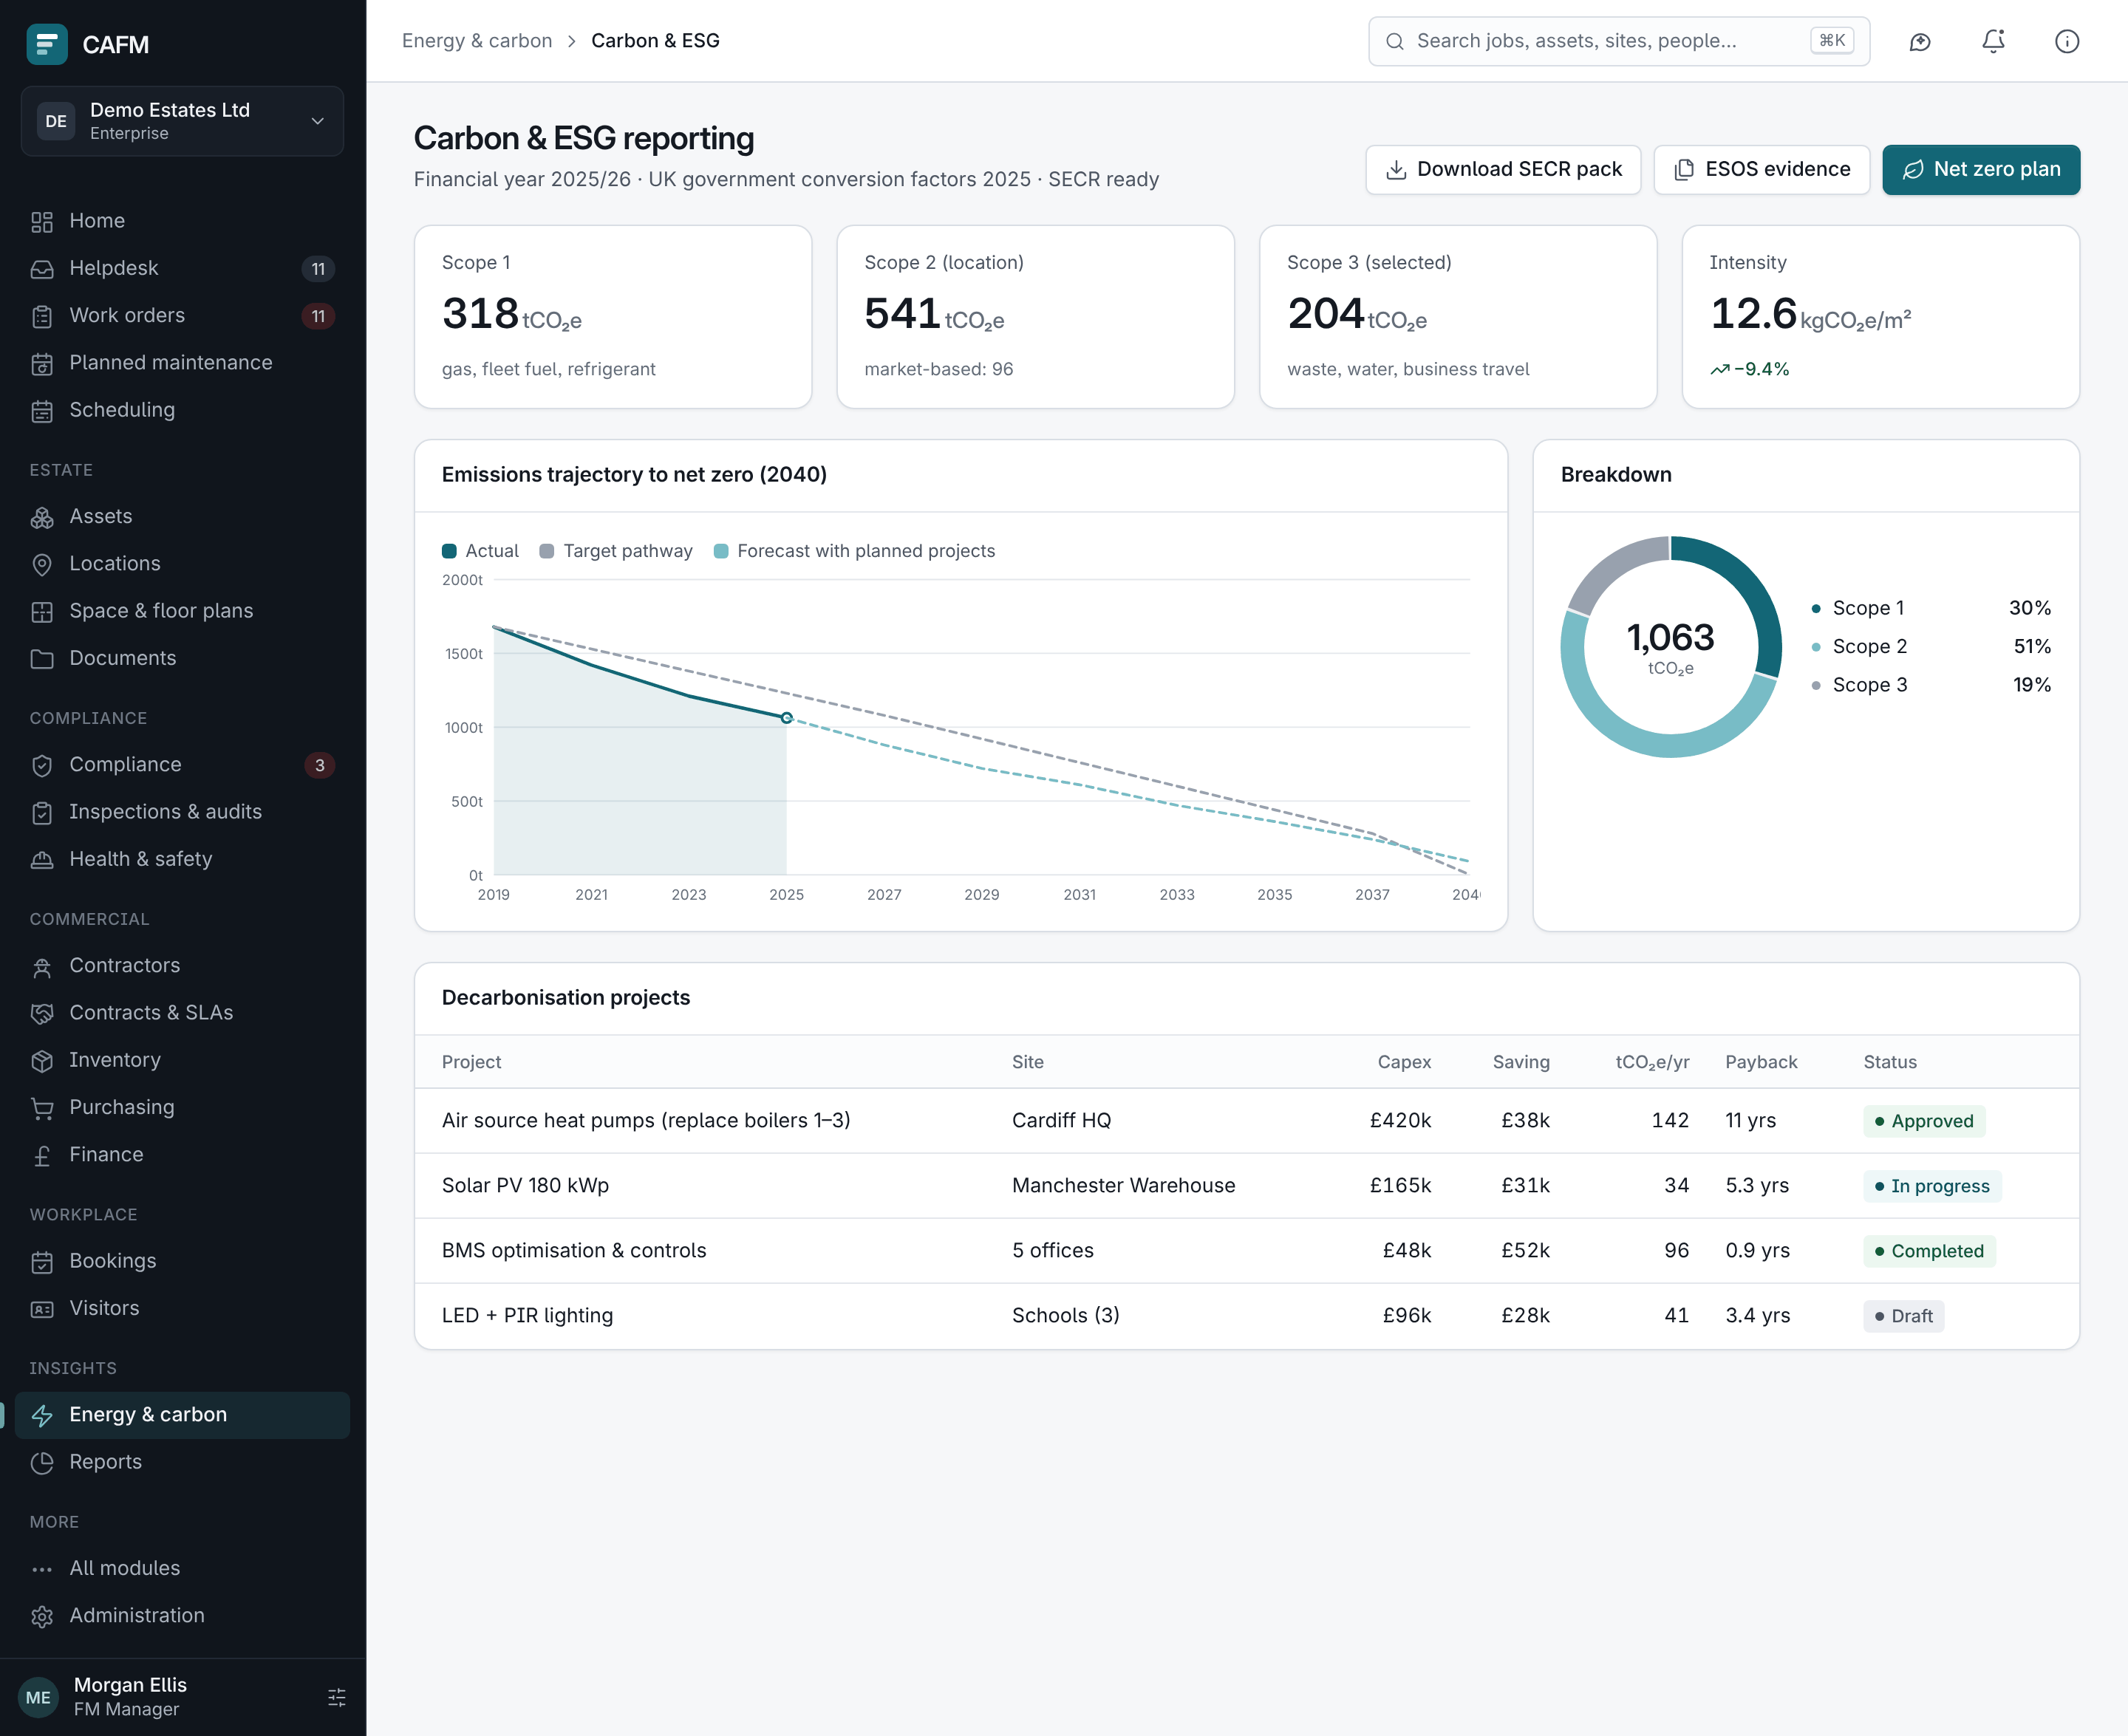 CAFM
DE
Demo Estates Ltd
Enterprise
Home
Helpdesk 11
Work orders 11
Planned maintenance
Scheduling
ESTATE
Assets
Locations
Space & floor plans
Documents
COMPLIANCE
Compliance 3
Inspections & audits
Health & safety
COMMERCIAL
Contractors
Contracts & SLAs
Inventory
Purchasing
Finance
WORKPLACE
Bookings
Visitors
INSIGHTS
Energy & carbon
Reports
MORE
All modules
Administration
ME
Morgan Ellis
FM Manager
Energy & carbon > Carbon & ESG
Search jobs, assets, sites, people... ⌘K
Carbon & ESG reporting
Financial year 2025/26 · UK government conversion factors 2025 · SECR ready
Download SECR pack
ESOS evidence
Net zero plan
Scope 1
318 tCO₂e
gas, fleet fuel, refrigerant
Scope 2 (location)
541 tCO₂e
market-based: 96
Scope 3 (selected)
204 tCO₂e
waste, water, business travel
Intensity
12.6 kgCO₂e/m²
−9.4%
Emissions trajectory to net zero (2040)
Actual Target pathway Forecast with planned projects
2000t
1500t
1000t
500t
0t
2019 2021 2023 2025 2027 2029 2031 2033 2035 2037 204
Breakdown
1,063
tCO₂e
Scope 1 30%
Scope 2 51%
Scope 3 19%
Decarbonisation projects
Project Site Capex Saving tCO₂e/yr Payback Status
Air source heat pumps (replace boilers 1–3) Cardiff HQ £420k £38k 142 11 yrs Approved
Solar PV 180 kWp Manchester Warehouse £165k £31k 34 5.3 yrs In progress
BMS optimisation & controls 5 offices £48k £52k 96 0.9 yrs Completed
LED + PIR lighting Schools (3) £96k £28k 41 3.4 yrs Draft